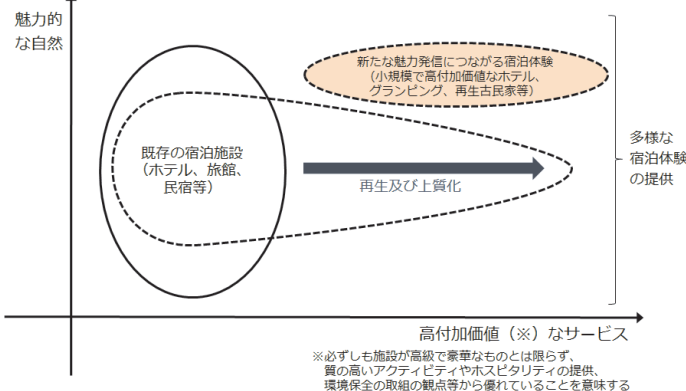 魅力的
な自然
新たな魅力発信につながる宿泊体験
（小規模で高付加価値なホテル、
グランピング、再生古民家等）
既存の宿泊施設
（ホテル、旅館、
民宿等）
再生及び上質化
多様な
宿泊体験
の提供
高付加価値（※）なサービス
※必ずしも施設が高級で豪華なものとは限らず、
質の高いアクティビティやホスピタリティの提供、
環境保全の取組の観点等から優れていることを意味する